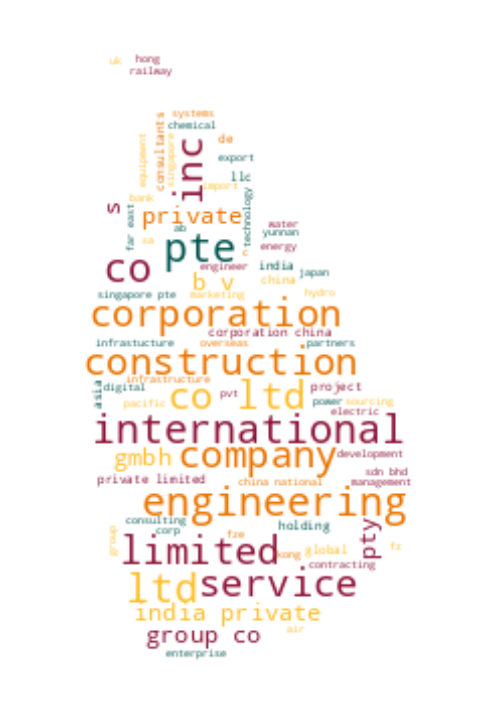 uk
hong
railway
systems
chemical
consultants
equipment
singapore
inc
de
export
llc
import
technology
bank
s
far east
private
ab
sa
pte
c
water
yunnan
energy
co
engineer
india
japan
b v
china
singapore pte
marketing
hydro
corporation
corporation china
infrastucture
overseas
partners
construction
infrastructure
asia
digital
co ltd
pvt
project
pacific
power
sourcing
electric
international
gmbh
company
development
sdn bhd
private limited
china national
management
engineering
consulting
corp
holding
group
fze
pty
limited
kong
global
fz
contracting
ltd
service
india private
group co
air
enterprise